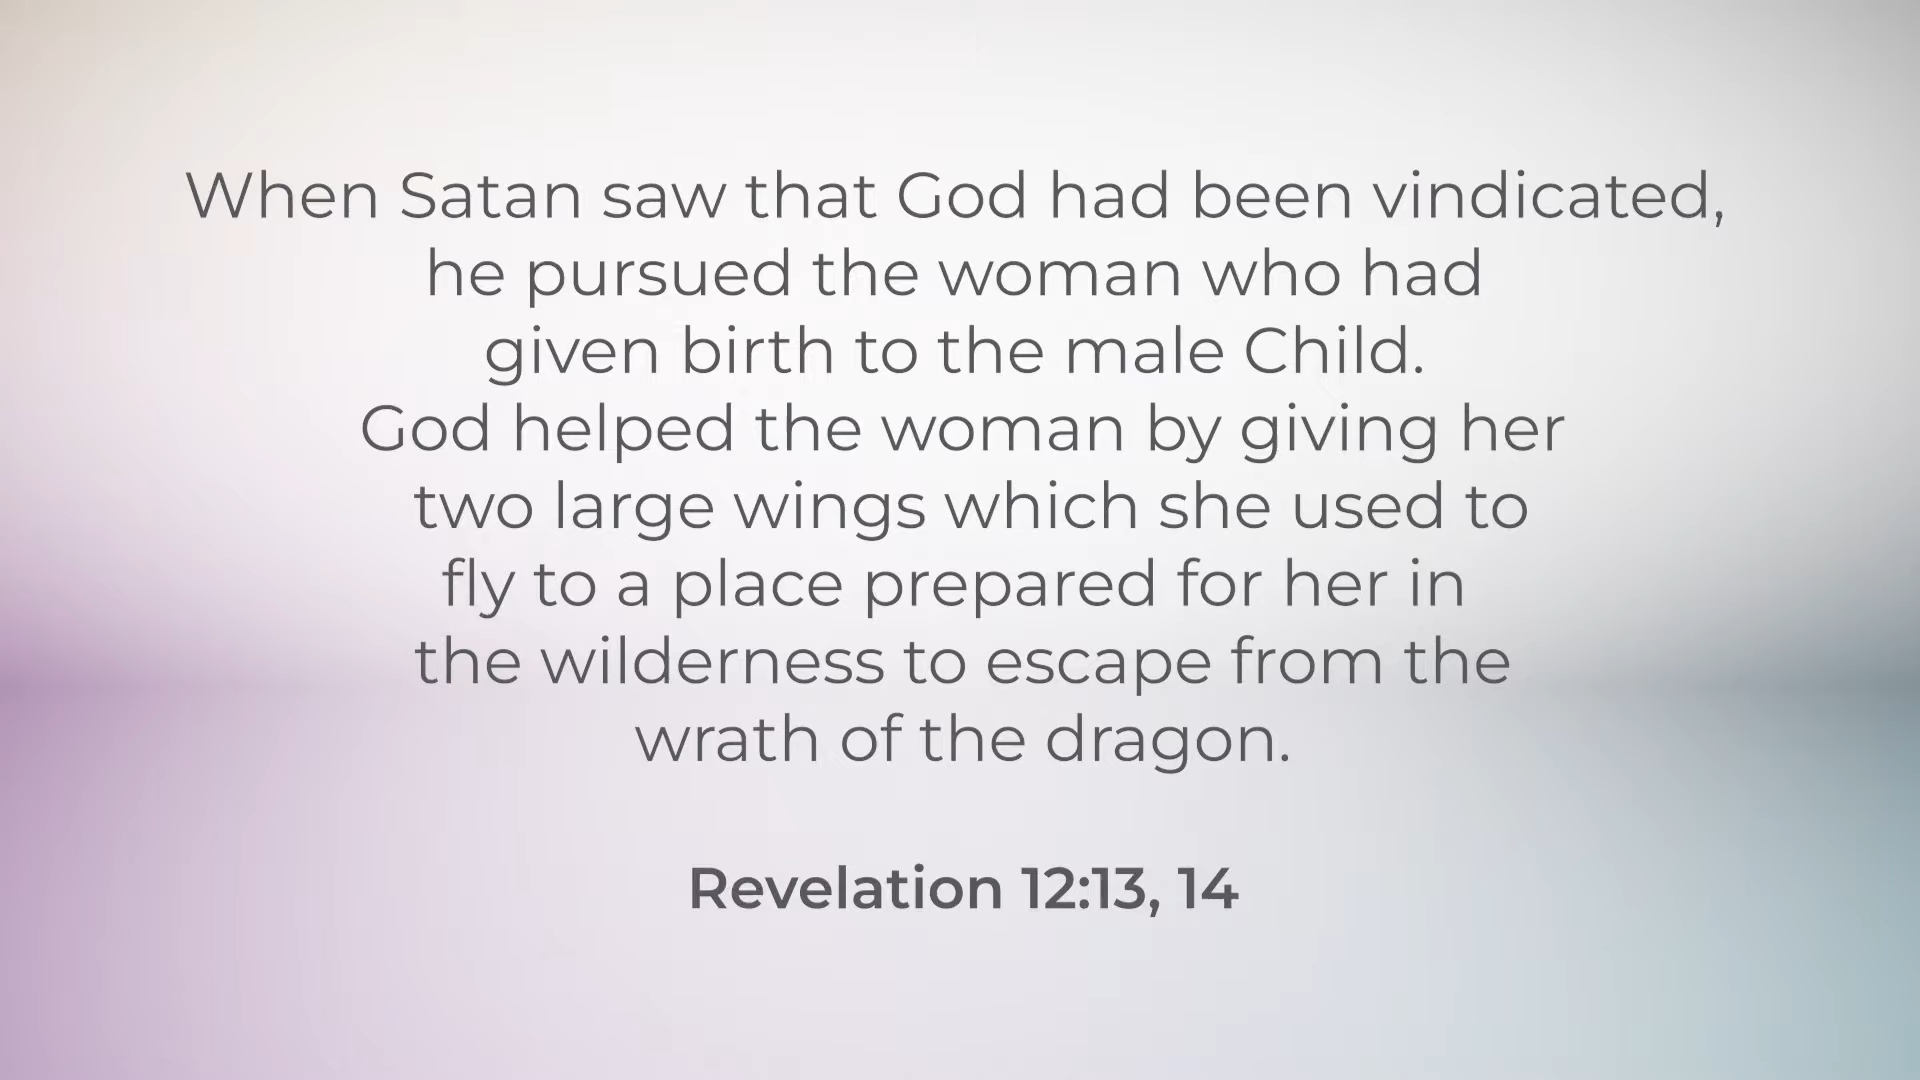 When Satan saw that God had been vindicated,
he pursued the woman who had
given birth to the male Child.
God helped the woman by giving her
two large wings which she used to
fly to a place prepared for her in
the wilderness to escape from the
wrath of the dragon.
Revelation 12:13, 14